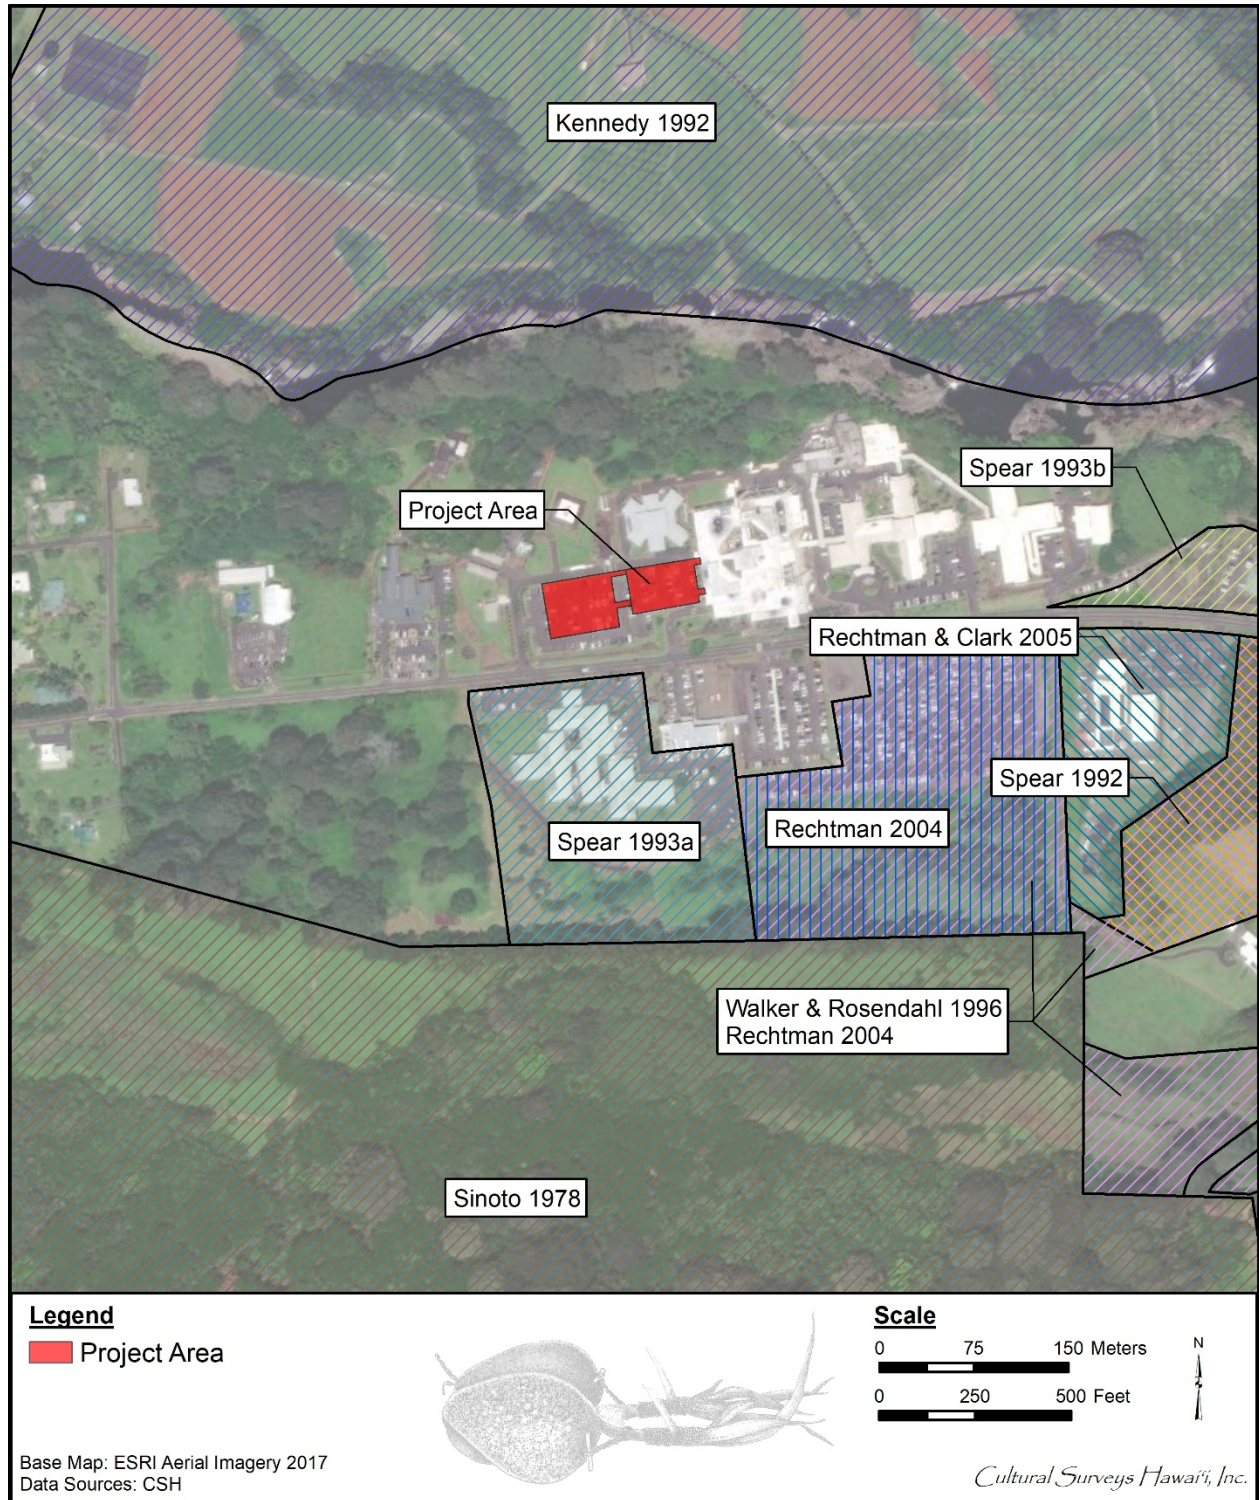 Kennedy 1992
Spear 1993b
Project Area
Rechtman & Clark 2005
Spear 1992
Rechtman 2004
Spear 1993a
Walker & Rosendahl 1996
Rechtman 2004
Sinoto 1978
Legend
Project Area
Scale
0 75 150 Meters
0 250 500 Feet
N
Base Map: ESRI Aerial Imagery 2017
Data Sources: CSH
Cultural Surveys Hawai‘i, Inc.